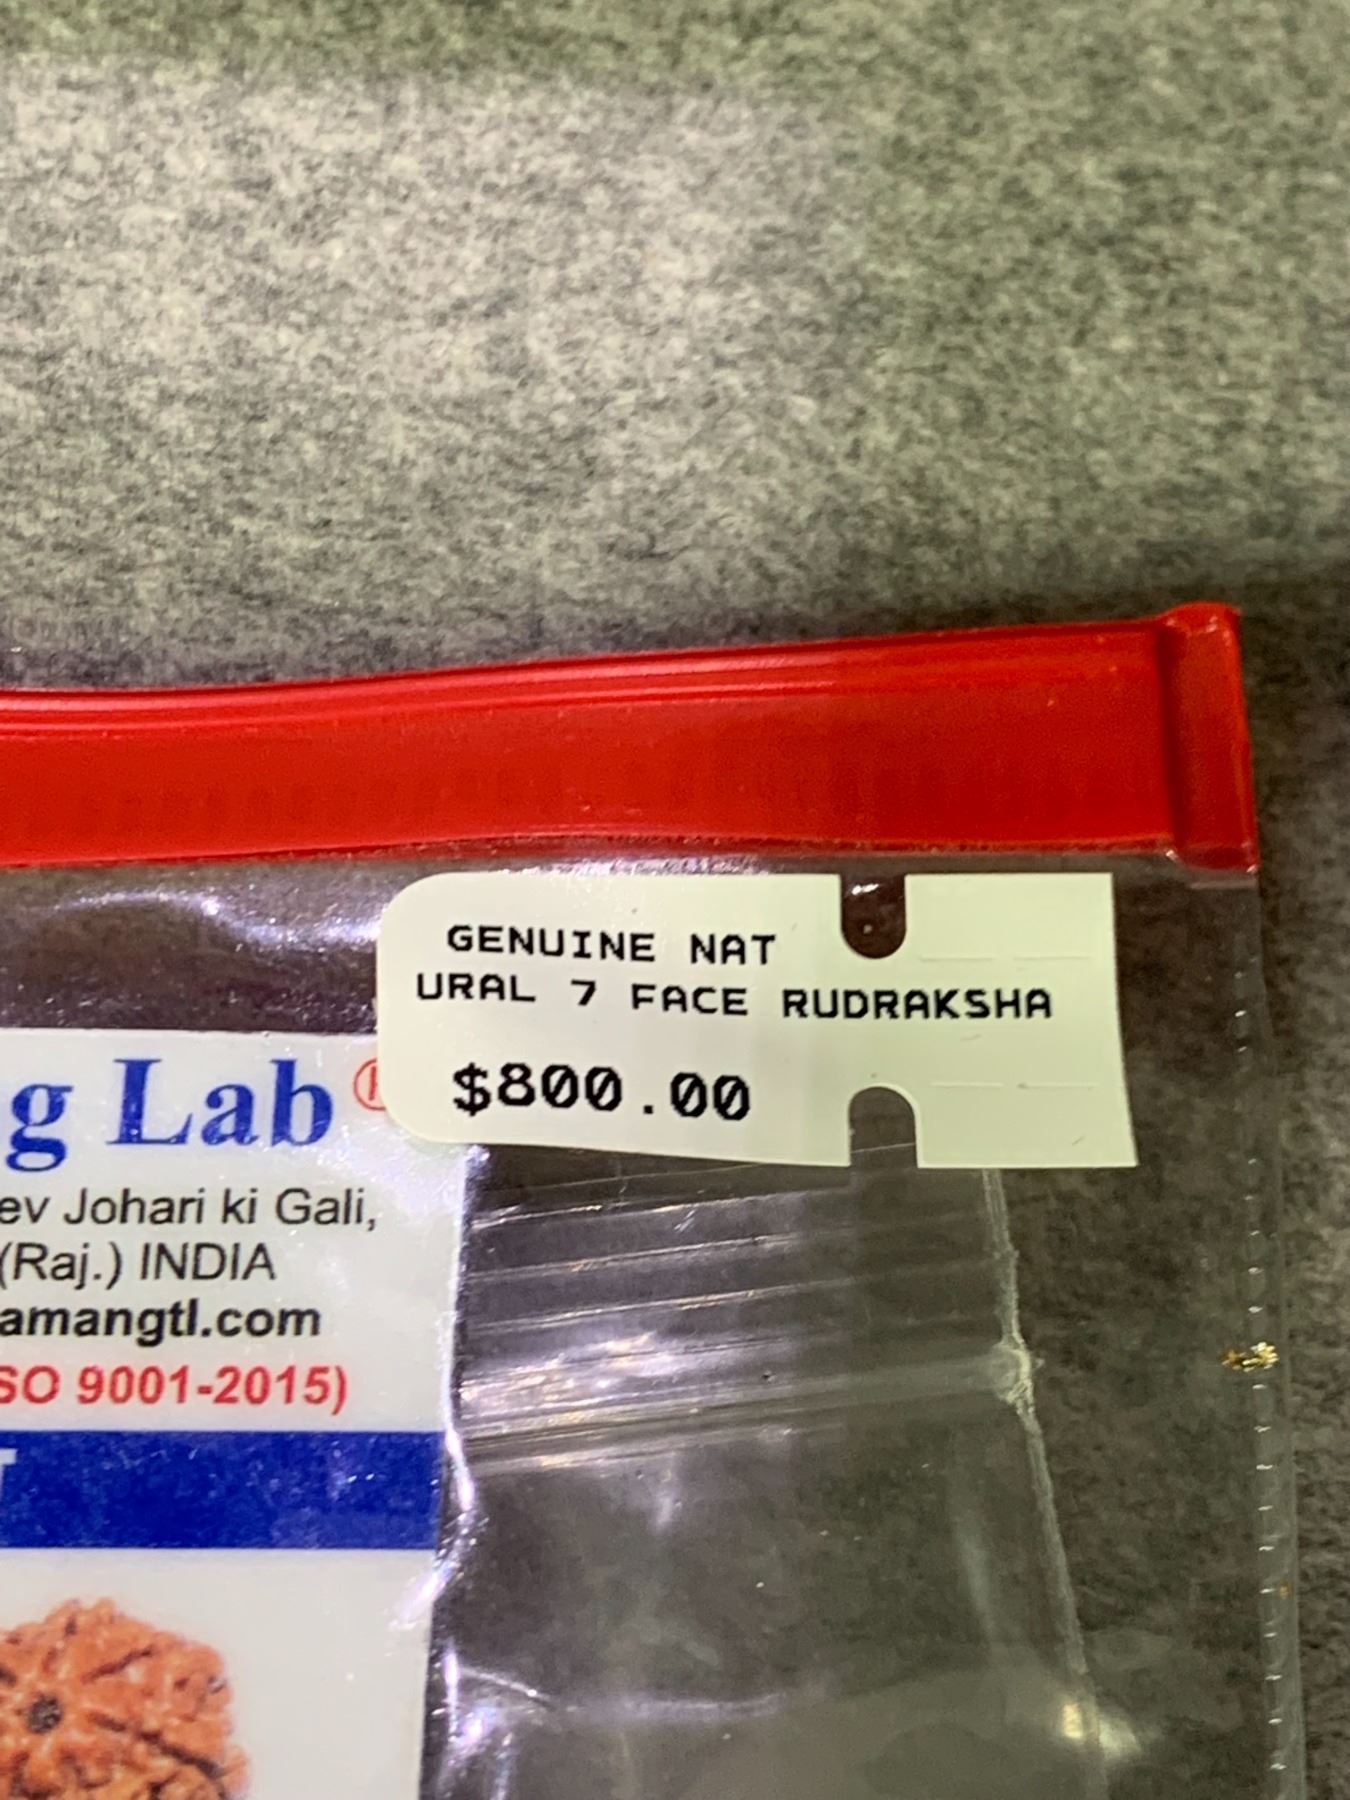 GENUINE NAT
URAL 7 FACE RUDRAKSHA
$800.00
g Lab
ev Johari ki Gali,
(Raj.) INDIA
amangtl.com
SO 9001-2015)